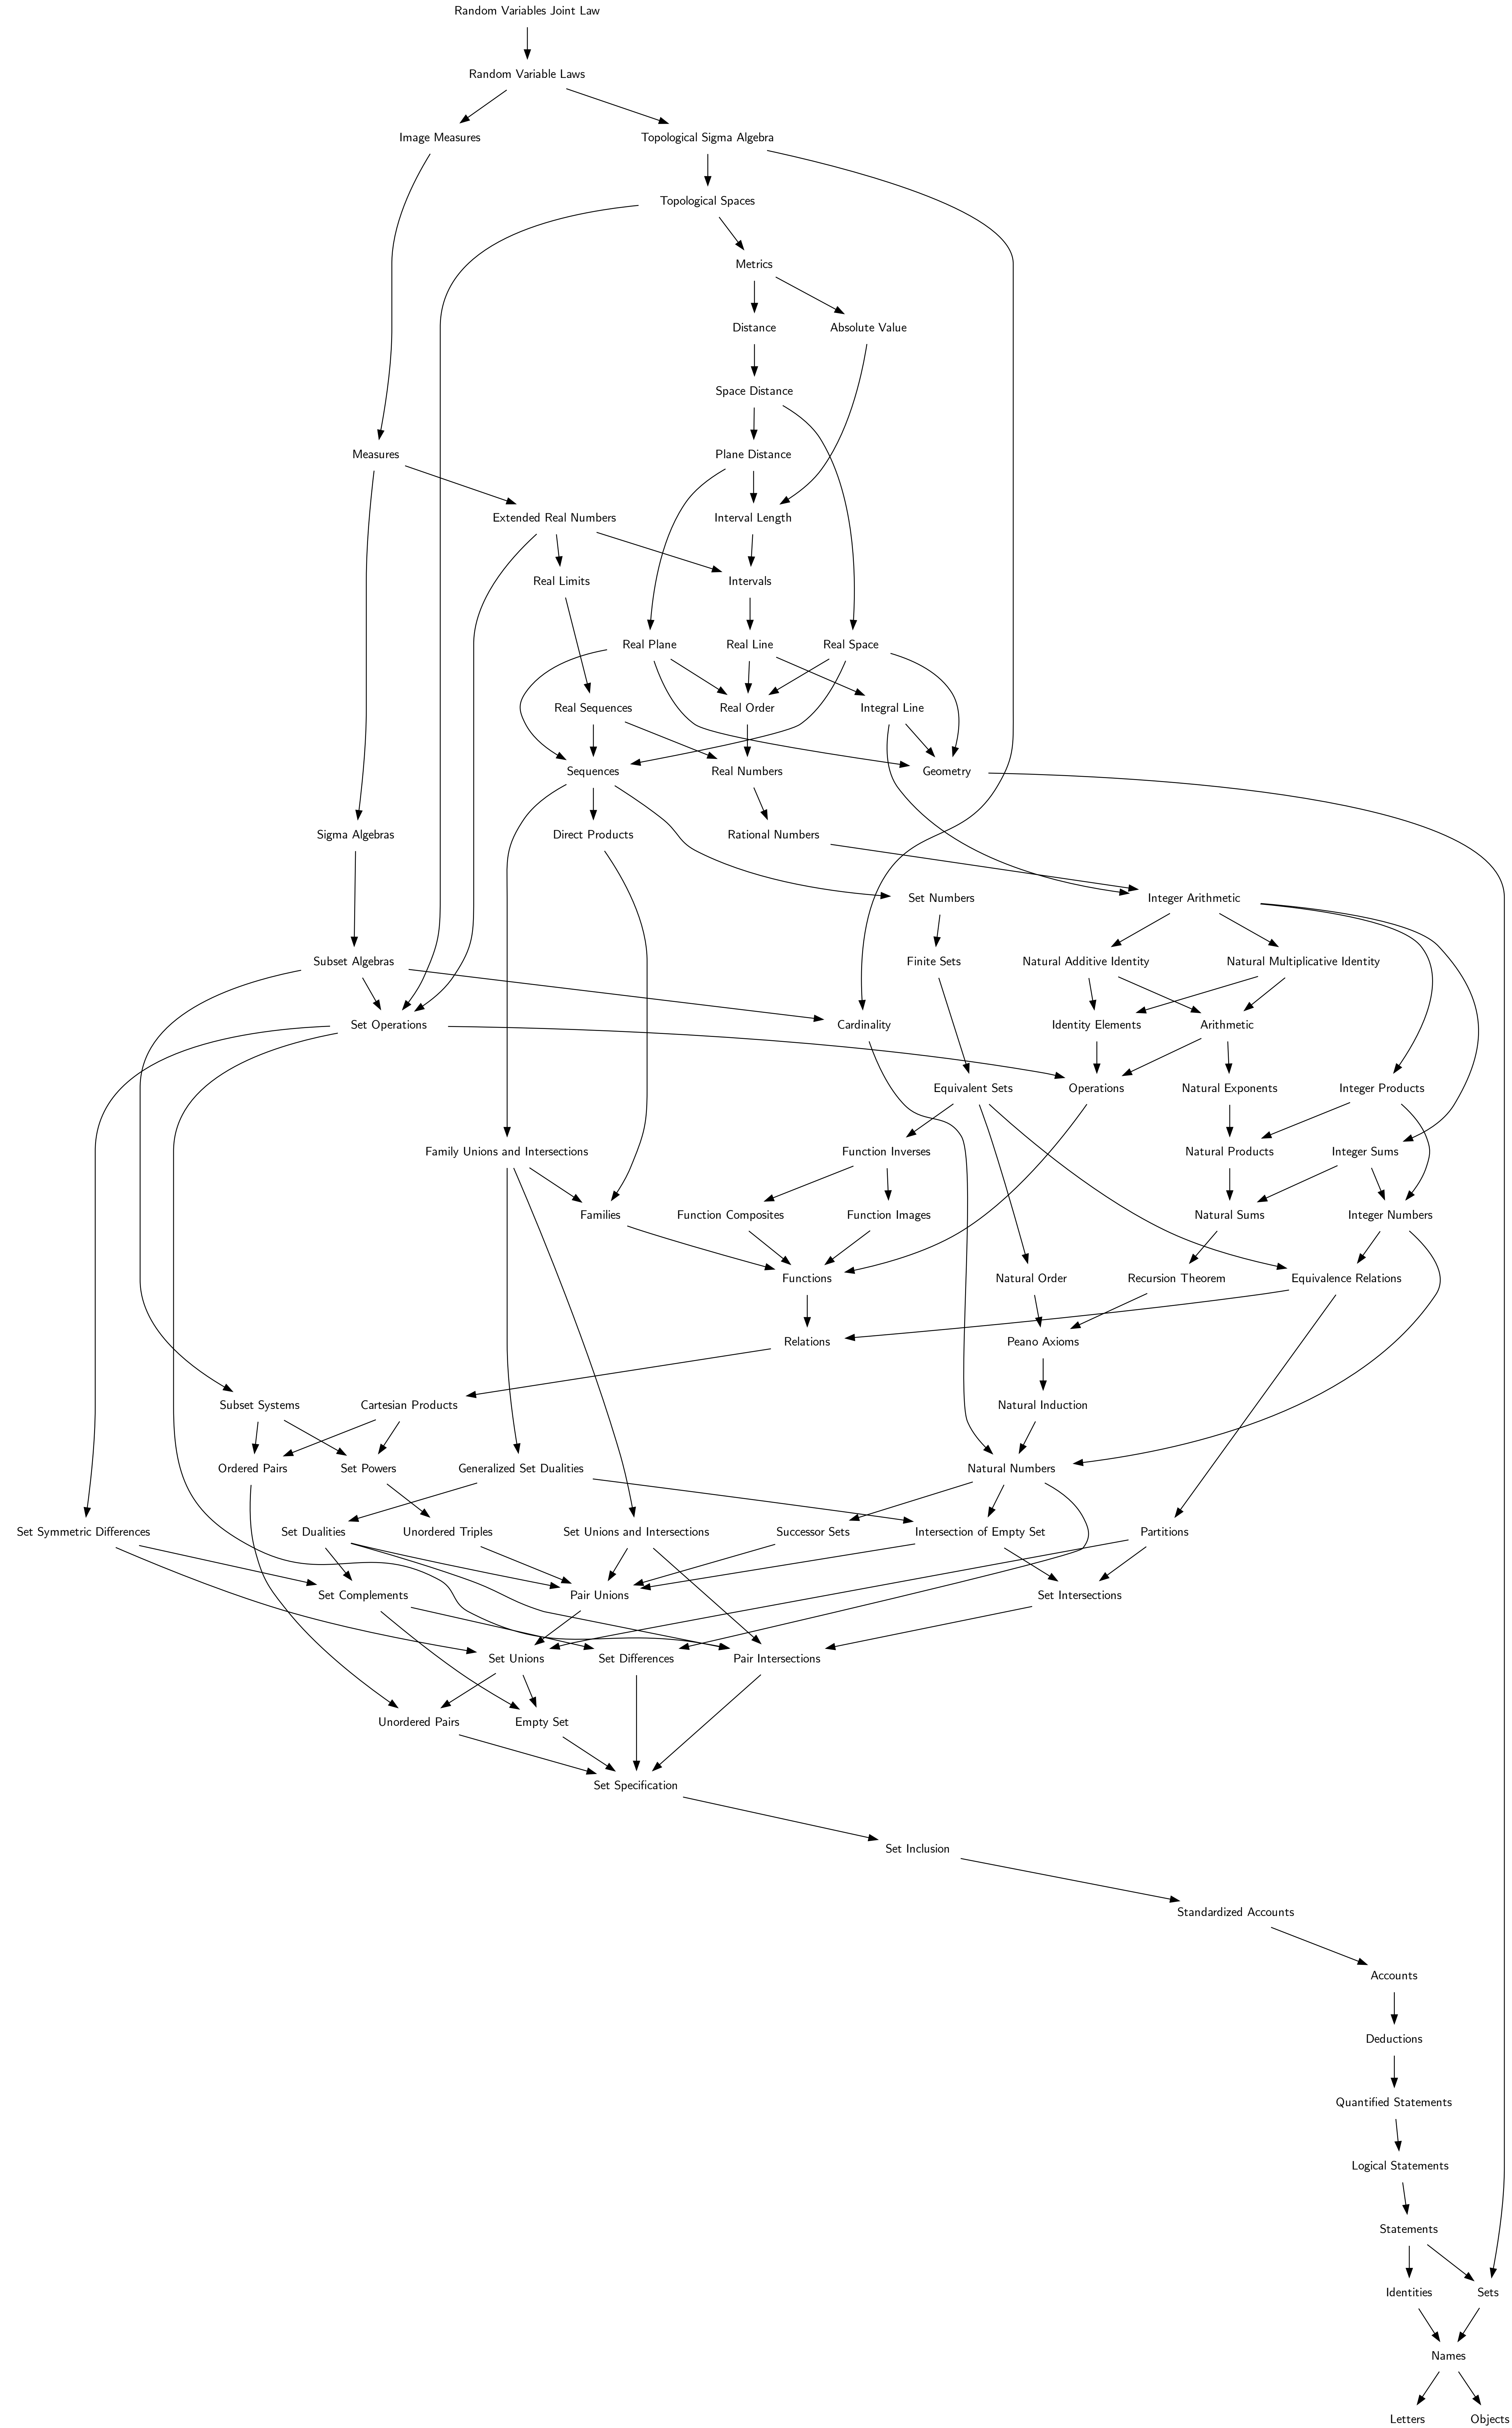 Random Variables Joint Law
Random Variable Laws
Image Measures
Topological Sigma Algebra
Topological Spaces
Metrics
Distance
Absolute Value
Space Distance
Measures
Plane Distance
Extended Real Numbers
Interval Length
Real Limits
Intervals
Real Plane
Real Line
Real Space
Real Sequences
Real Order
Integral Line
Sequences
Real Numbers
Geometry
Sigma Algebras
Direct Products
Rational Numbers
Set Numbers
Integer Arithmetic
Subset Algebras
Finite Sets
Natural Additive Identity
Natural Multiplicative Identity
Set Operations
Cardinality
Identity Elements
Arithmetic
Equivalent Sets
Operations
Natural Exponents
Integer Products
Family Unions and Intersections
Function Inverses
Natural Products
Integer Sums
Families
Function Composites
Function Images
Natural Sums
Integer Numbers
Functions
Natural Order
Recursion Theorem
Equivalence Relations
Relations
Peano Axioms
Subset Systems
Cartesian Products
Natural Induction
Ordered Pairs
Set Powers
Generalized Set Dualities
Natural Numbers
Set Symmetric Differences
Set Dualities
Unordered Triples
Set Unions and Intersections
Successor Sets
Intersection of Empty Set
Partitions
Set Complements
Pair Unions
Set Intersections
Set Unions
Set Differences
Pair Intersections
Unordered Pairs
Empty Set
Set Specification
Set Inclusion
Standardized Accounts
Accounts
Deductions
Quantified Statements
Logical Statements
Statements
Identities
Sets
Names
Letters
Objects